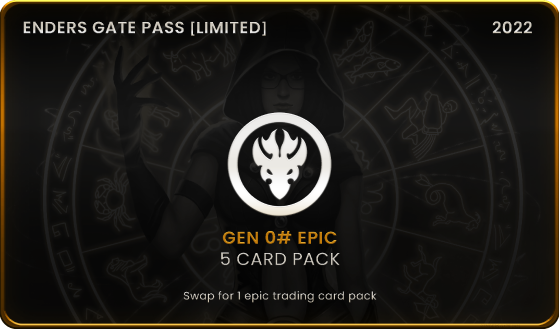 ENDERS GATE PASS [LIMITED]
2022
GEN 0# EPIC
5 CARD PACK
Swap for 1 epic trading card pack